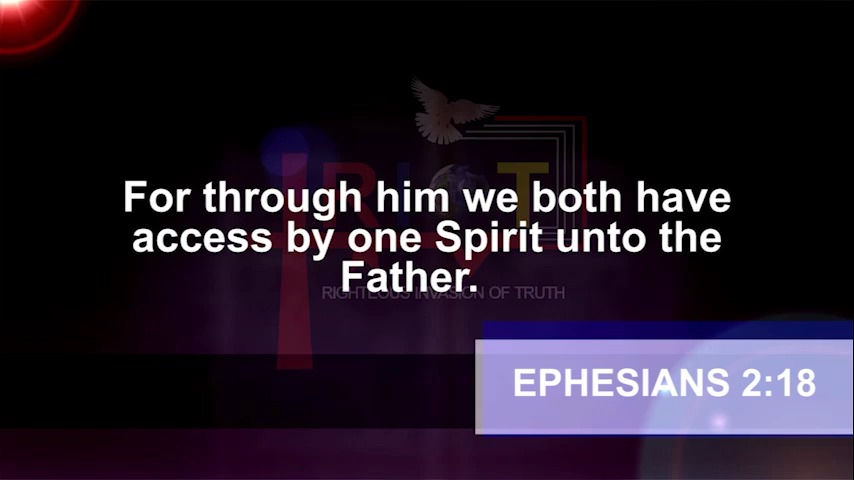 RIOT
For through him we both have
access by one Spirit unto the
Father.
RIGHTEOUS INVASION OF TRUTH
EPHESIANS 2:18